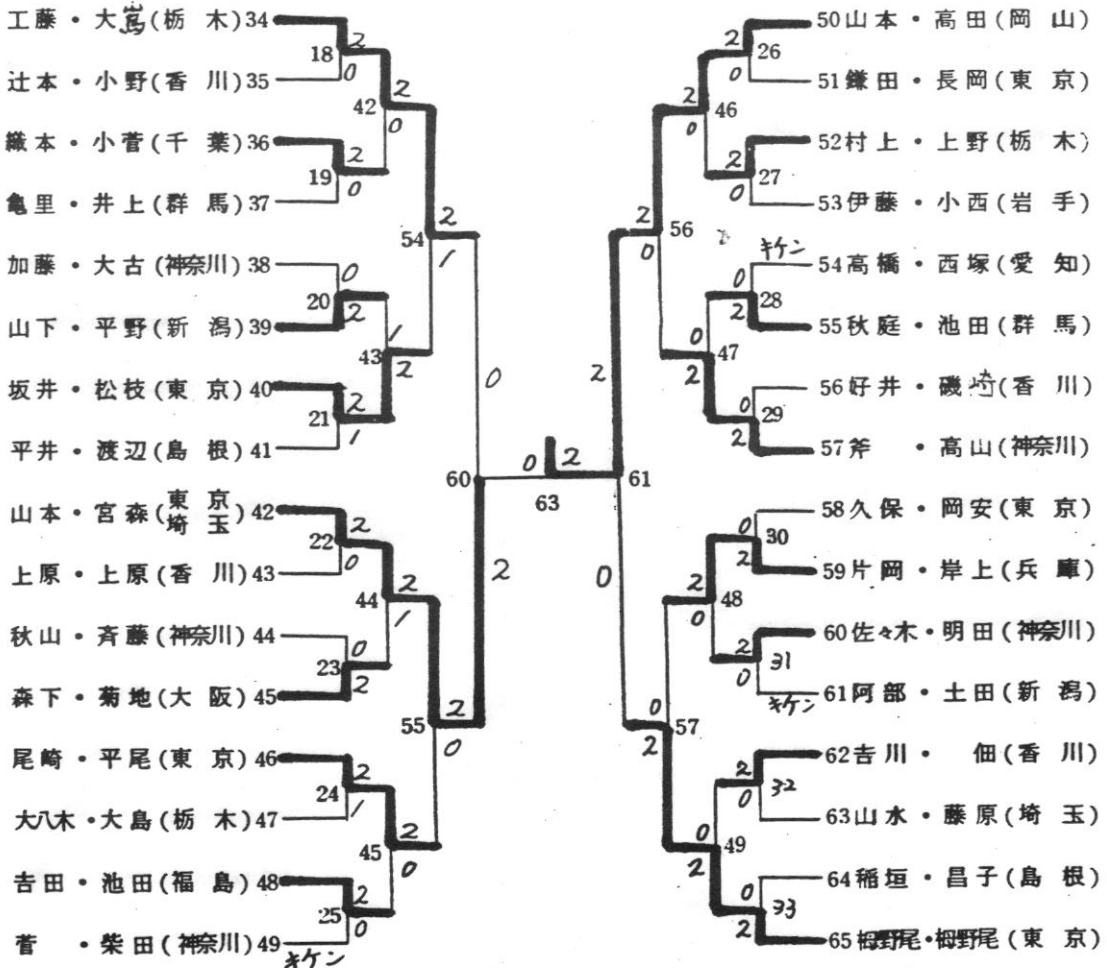 工藤・大嶌(栃木)34
辻本・小野(香川)35
織本・小菅(千葉)36
亀里・井上(群馬)37
加藤・大古(神奈川)38
山下・平野(新潟)39
坂井・松枝(東京)40
平井・渡辺(島根)41
山本・宮森(東京埼玉)42
上原・上原(香川)43
秋山・斉藤(神奈川)44
森下・菊地(大阪)45
尾崎・平尾(東京)46
大八木・大島(栃木)47
吉田・池田(福島)48
菅・柴田(神奈川)49
キケン
18 2 0
19 2 0
20 0 2
21 2 1
22 2 0
23 0 2
24 2 1
25 2 0
42 2 0
43 1 2
44 2 1
45 2 0
54 2 1
55 2 0
60 0 2
63 0 2
61 2 0
56 2 0
57 0 2
46 2 0
47 0 2
48 2 0
49 0 2
26 2 0
27 2 0
28 0 2
29 0 2
30 0 2
31 2 0
32 2 0
33 0 2
50山本・高田(岡山)
51鎌田・長岡(東京)
52村上・上野(栃木)
53伊藤・小西(岩手)
キケン
54高橋・西塚(愛知)
55秋庭・池田(群馬)
56好井・磯崎(香川)
57斧・高山(神奈川)
58久保・岡安(東京)
59片岡・岸上(兵庫)
60佐々木・明田(神奈川)
キケン
61阿部・土田(新潟)
62吉川・佃(香川)
63山水・藤原(埼玉)
64稲垣・昌子(島根)
65栂野尾・栂野尾(東京)